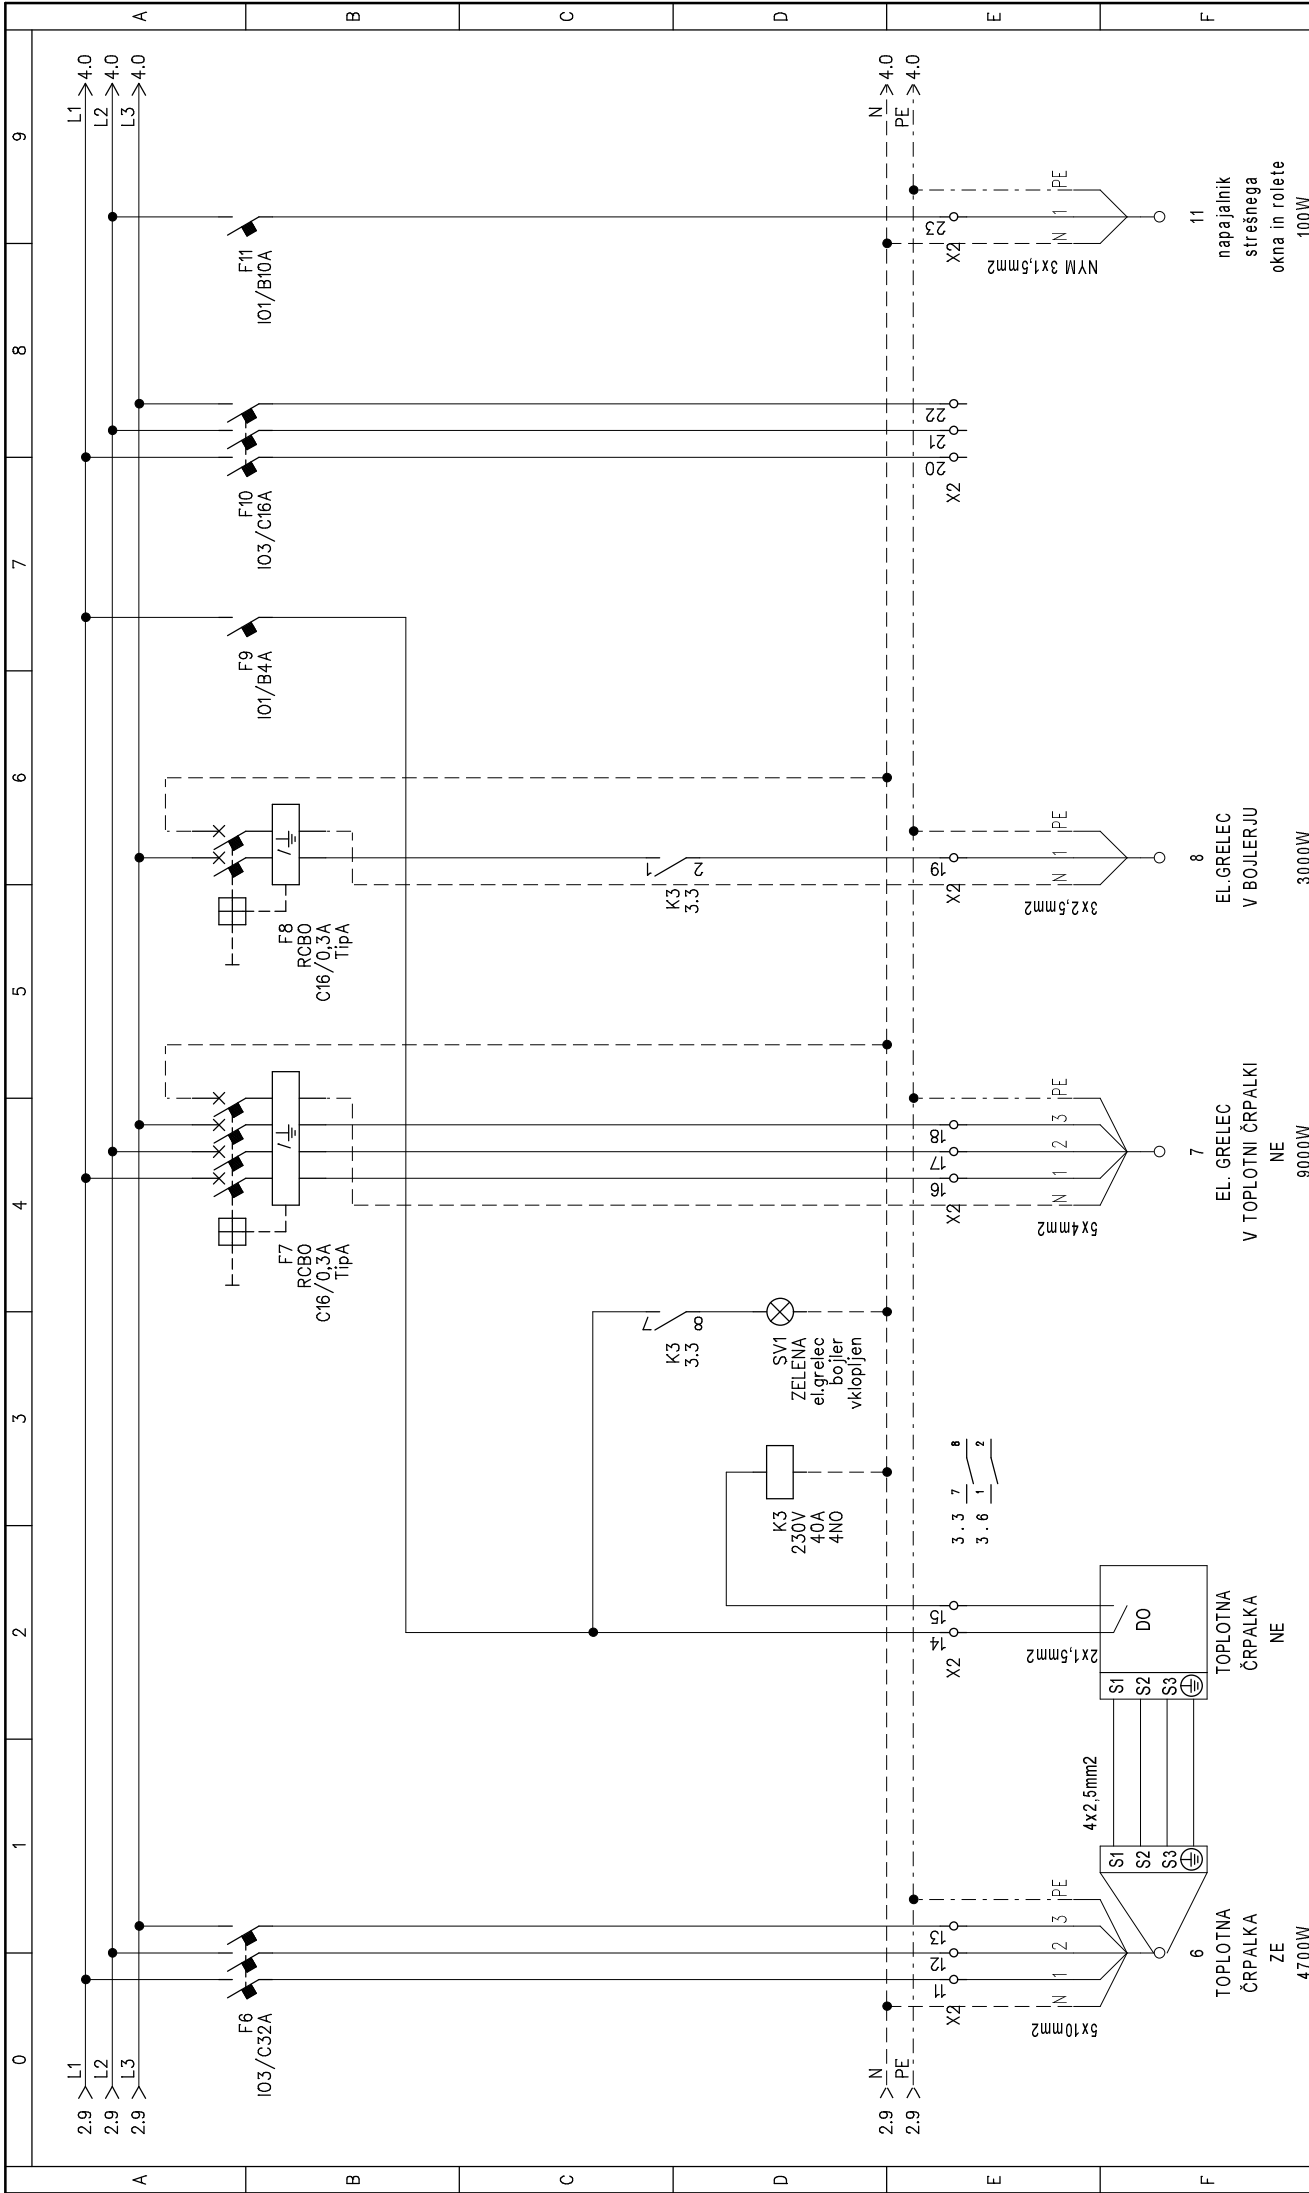 0 1 2 3 4 5 6 7 8 9
A
B
C
D
E
F
A
B
C
D
E
F
2.9 L1
2.9 L2
2.9 L3
L1 4.0
L2 4.0
L3 4.0
2.9 N
2.9 PE
N 4.0
PE 4.0
F6
IO3/C32A
X2 11 12 13
5x10mm2
N 1 2 3 PE
6
TOPLOTNA
ČRPALKA
ZE
4700W
S1
S2
S3
4x2,5mm2
S1
S2
S3
DO
TOPLOTNA
ČRPALKA
NE
X2 14 15
2x1,5mm2
K3
230V
40A
4NO
3.3 7 8
3.6 1 2
K3
3.3
7
8
SV1
ZELENA
el.grelec
bojler
vklopljen
F7
RCBO
C16/0,3A
TipA
X2 16 17 18
5x4mm2
N 1 2 3 PE
7
EL. GRELEC
V TOPLOTNI ČRPALKI
NE
9000W
F8
RCBO
C16/0,3A
TipA
K3
3.3
1
2
X2 19
3x2,5mm2
N 1 PE
8
EL.GRELEC
V BOJLERJU
3000W
F9
IO1/B4A
F10
IO3/C16A
X2 20 21 22
F11
IO1/B10A
X2 23
NYM 3x1,5mm2
N 1 PE
11
napajalnik
strešnega
okna in rolete
100W